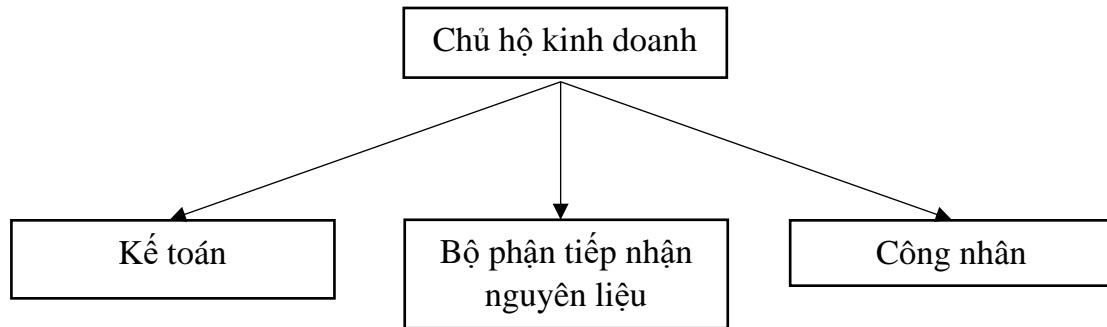 Chủ hộ kinh doanh
Kế toán
Bộ phận tiếp nhận
nguyên liệu
Công nhân